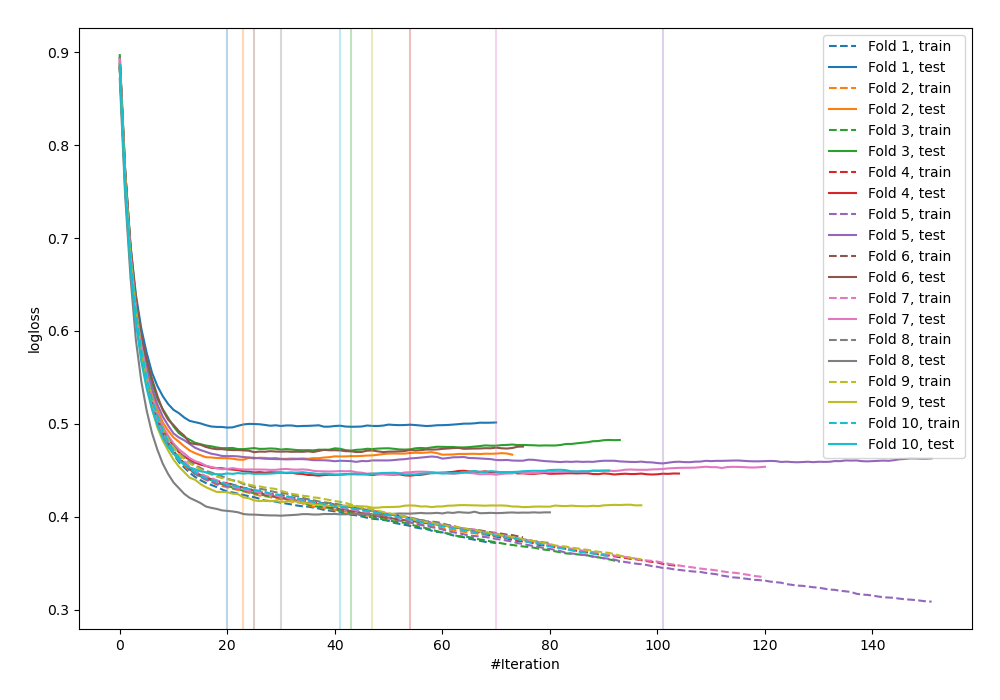 0.9
0.8
0.7
0.6
0.5
0.4
0.3
logloss
0 20 40 60 80 100 120 140
#Iteration
Fold 1, train
Fold 1, test
Fold 2, train
Fold 2, test
Fold 3, train
Fold 3, test
Fold 4, train
Fold 4, test
Fold 5, train
Fold 5, test
Fold 6, train
Fold 6, test
Fold 7, train
Fold 7, test
Fold 8, train
Fold 8, test
Fold 9, train
Fold 9, test
Fold 10, train
Fold 10, test